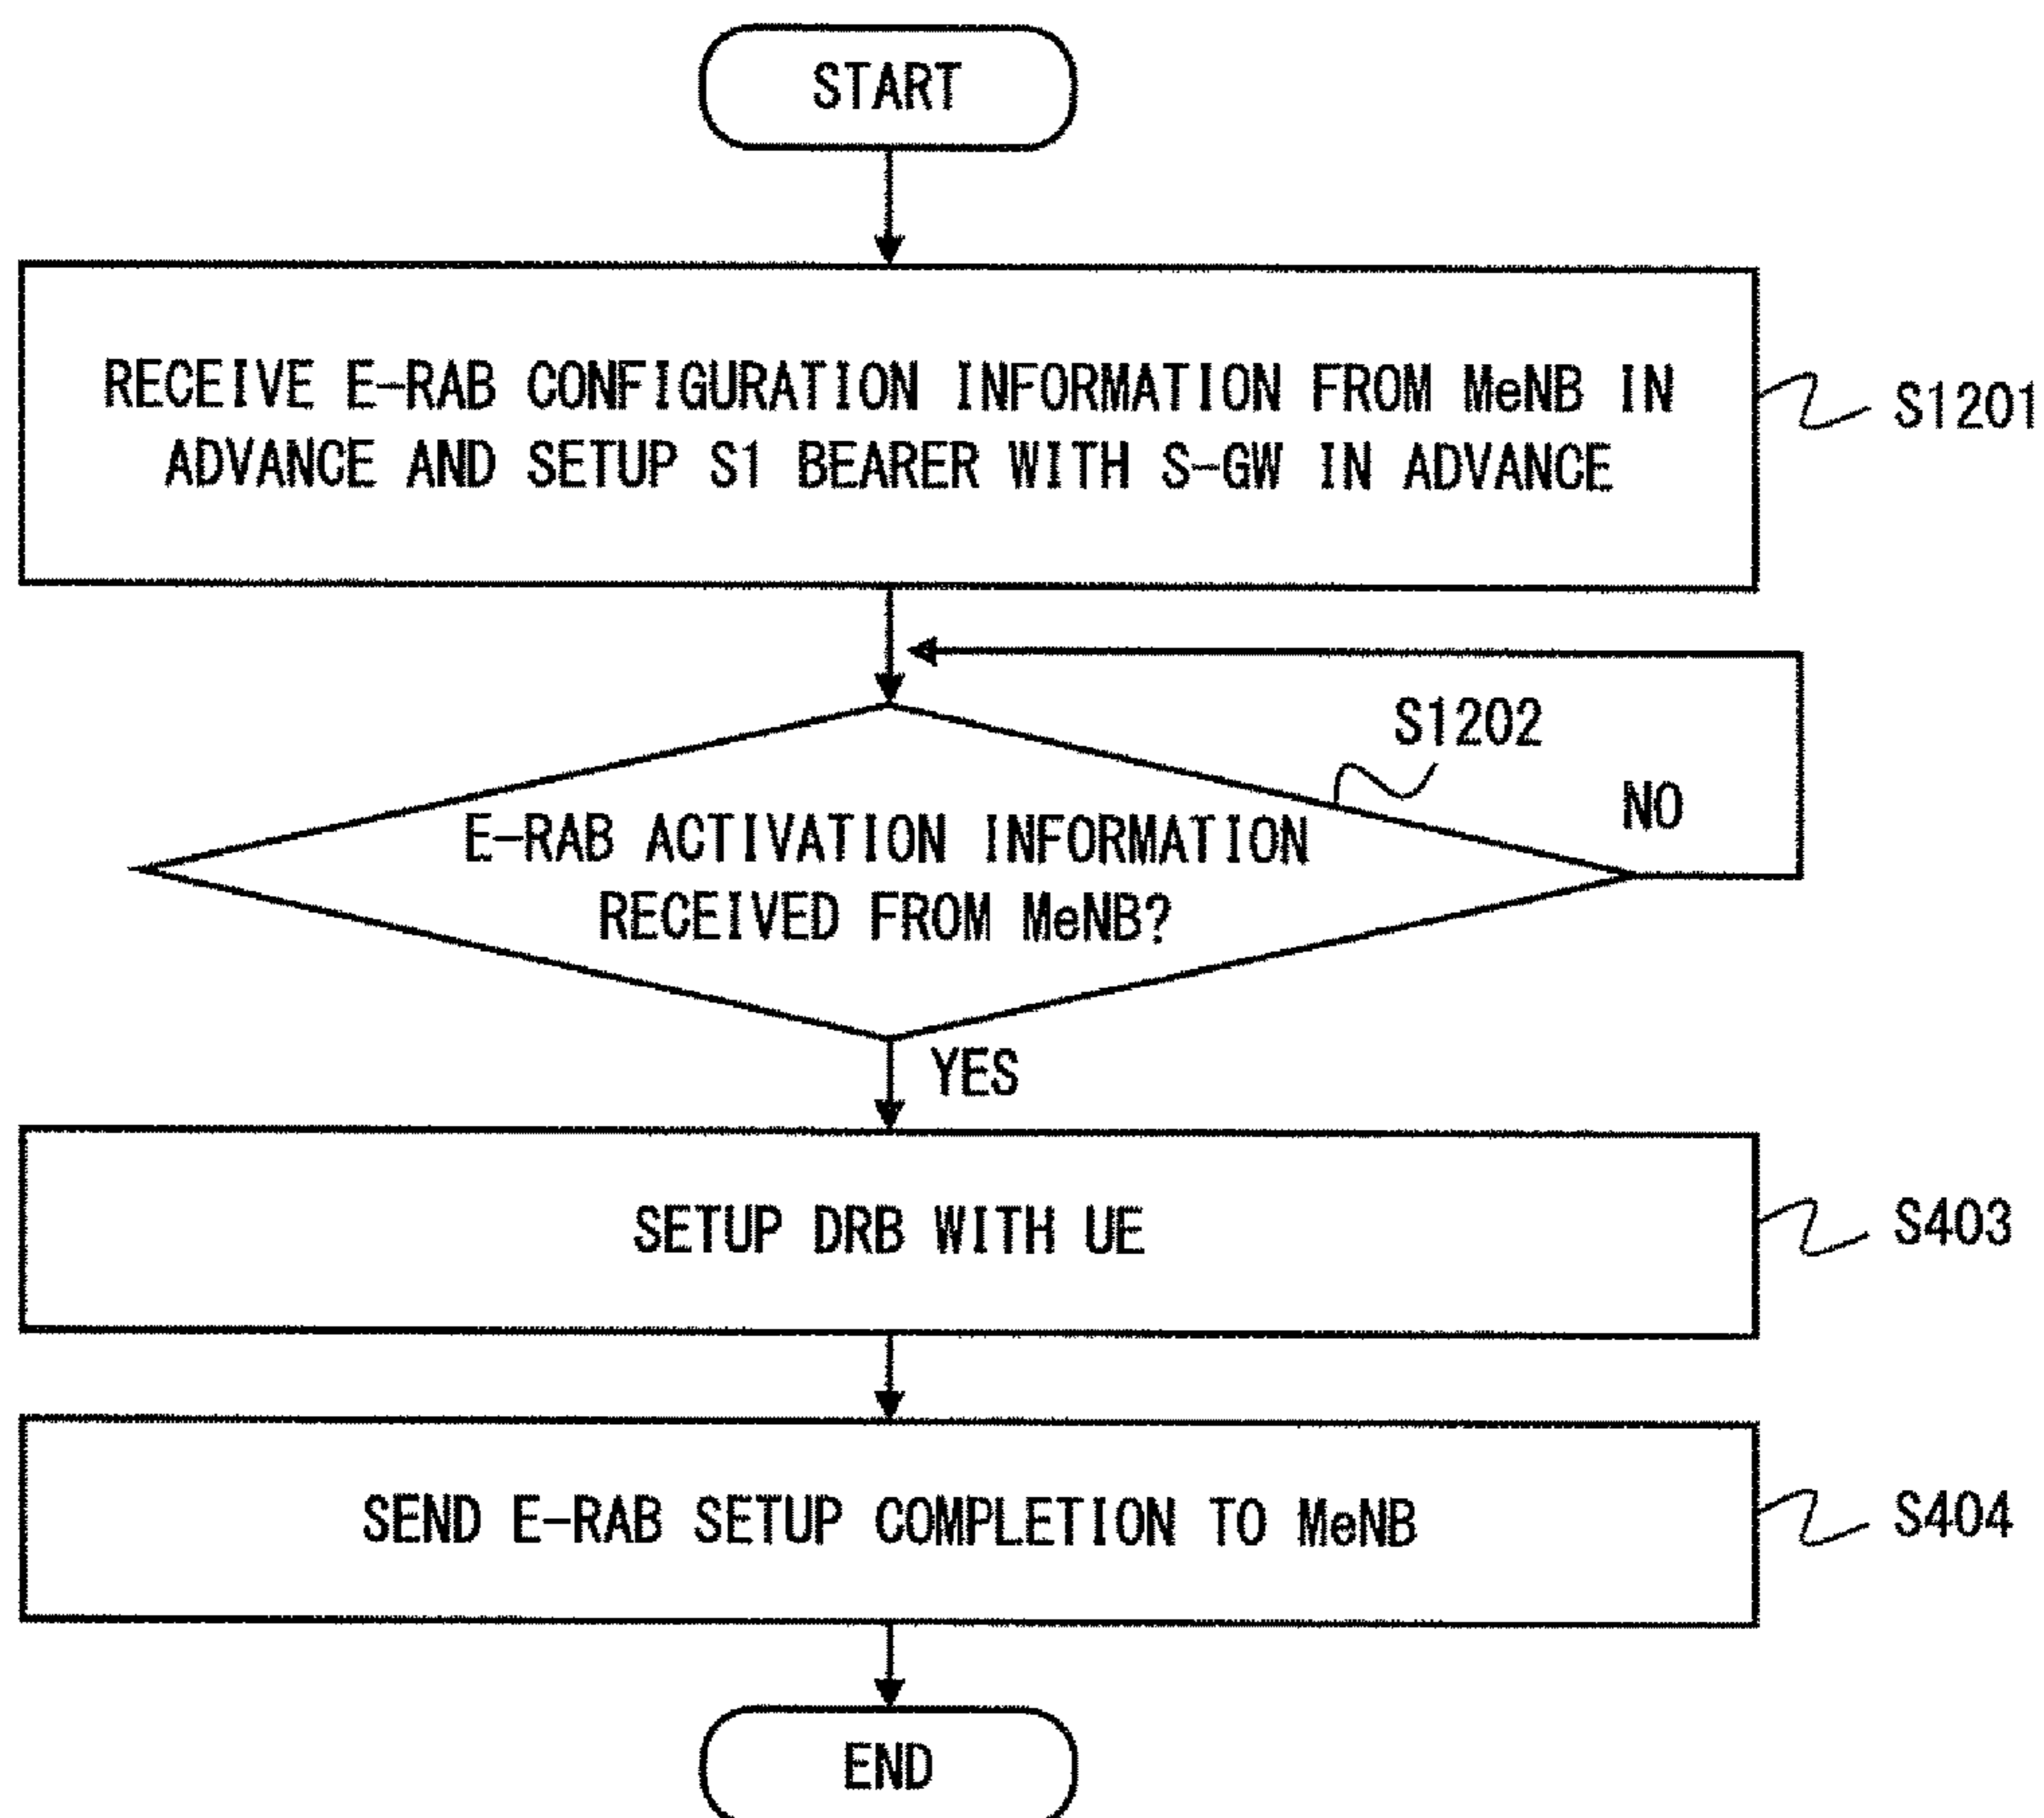 START
RECEIVE E-RAB CONFIGURATION INFORMATION FROM MeNB IN
ADVANCE AND SETUP S1 BEARER WITH S-GW IN ADVANCE
S1201
S1202
NO
E-RAB ACTIVATION INFORMATION
RECEIVED FROM MeNB?
YES
SETUP DRB WITH UE
S403
SEND E-RAB SETUP COMPLETION TO MeNB
S404
END